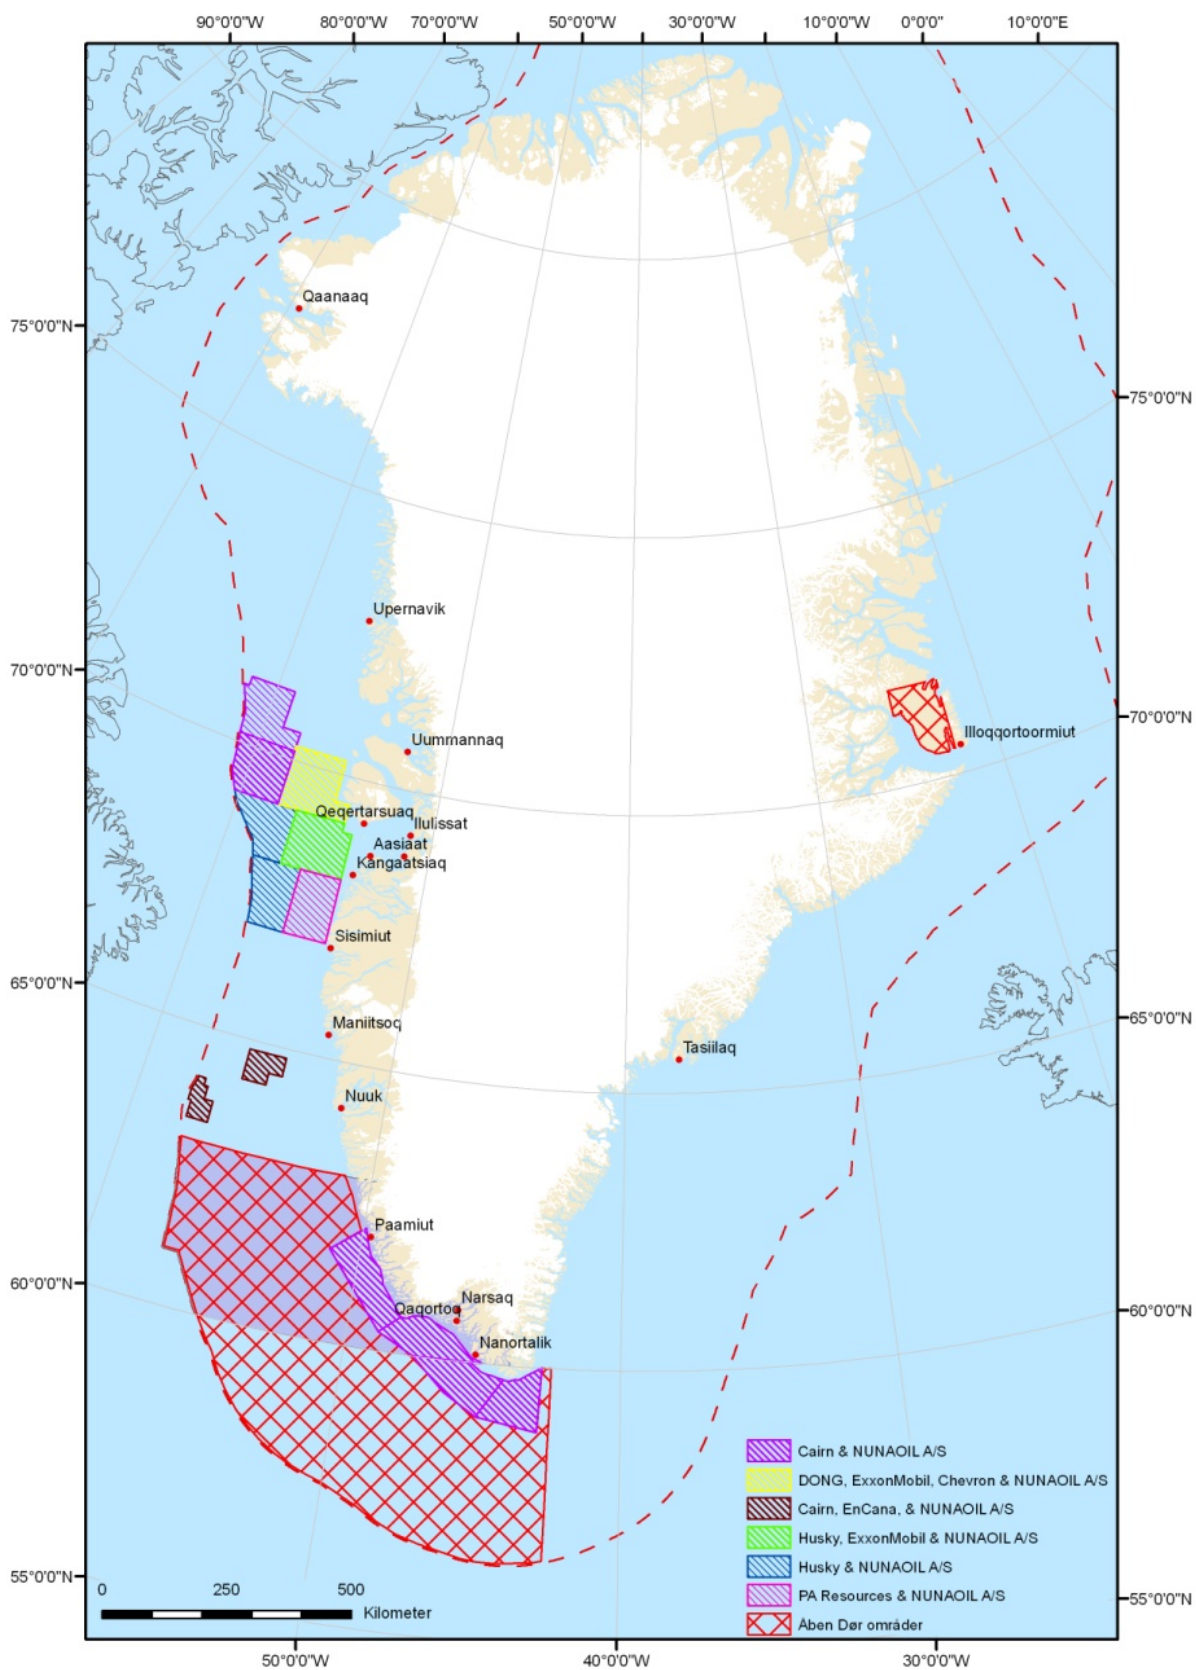 90°0'0"W 80°0'0"W 70°0'0"W 50°0'0"W 30°0'0"W 10°0'0"W 0°0'0" 10°0'0"E
Qaanaaq
75°0'0"N
75°0'0"N
Upernavik
70°0'0"N
70°0'0"N
Illoqqortoormiut
Uummannaq
Qeqertarsuaq
Ilulissat
Aasiaat
Kangaatsiaq
Sisimiut
65°0'0"N
65°0'0"N
Maniitsoq
Tasiilaq
Nuuk
Paamiut
60°0'0"N
Narsaq
Qaqortoq
60°0'0"N
Nanortalik
Cairn & NUNAOIL A/S
DONG, ExxonMobil, Chevron & NUNAOIL A/S
Cairn, EnCana, & NUNAOIL A/S
Husky, ExxonMobil & NUNAOIL A/S
Husky & NUNAOIL A/S
PA Resources & NUNAOIL A/S
Åben Dør områder
55°0'0"N
55°0'0"N
0 250 500
Kilometer
50°0'0"W 40°0'0"W 30°0'0"W